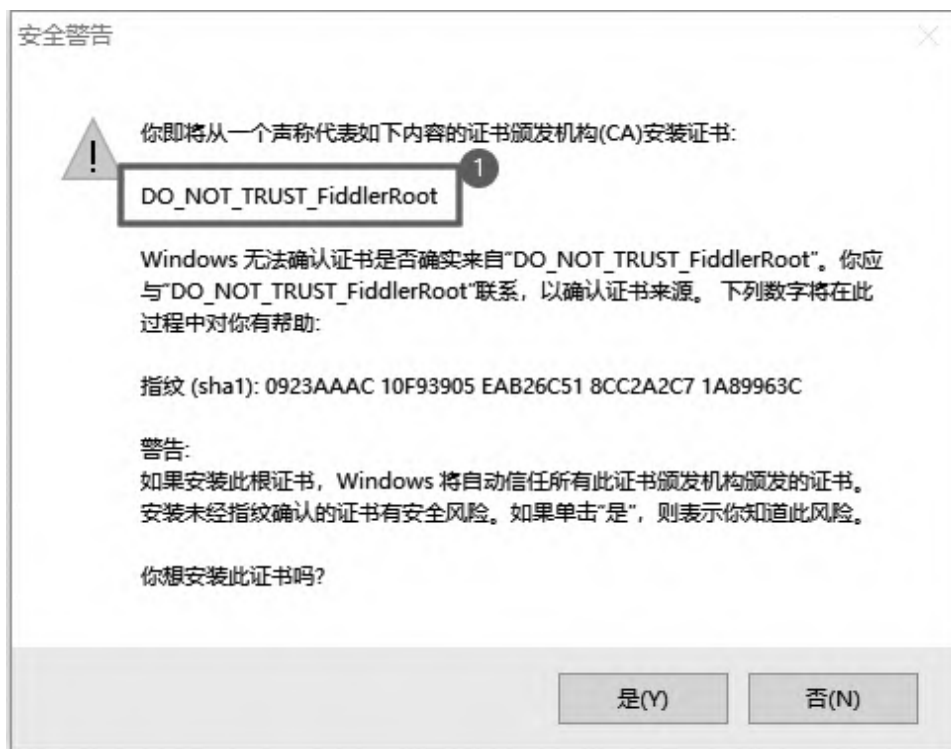 安全警告
你即将从一个声称代表如下内容的证书颁发机构(CA)安装证书:
1
DO_NOT_TRUST_FiddlerRoot
Windows 无法确认证书是否确实来自“DO_NOT_TRUST_FiddlerRoot”。你应
与“DO_NOT_TRUST_FiddlerRoot”联系，以确认证书来源。 下列数字将在此
过程中对你有帮助:
指纹 (sha1): 0923AAAC 10F93905 EAB26C51 8CC2A2C7 1A89963C
警告:
如果安装此根证书，Windows 将自动信任所有此证书颁发机构颁发的证书。
安装未经指纹确认的证书有安全风险。如果单击“是”，则表示你知道此风险。
你想安装此证书吗?
是(Y) 否(N)